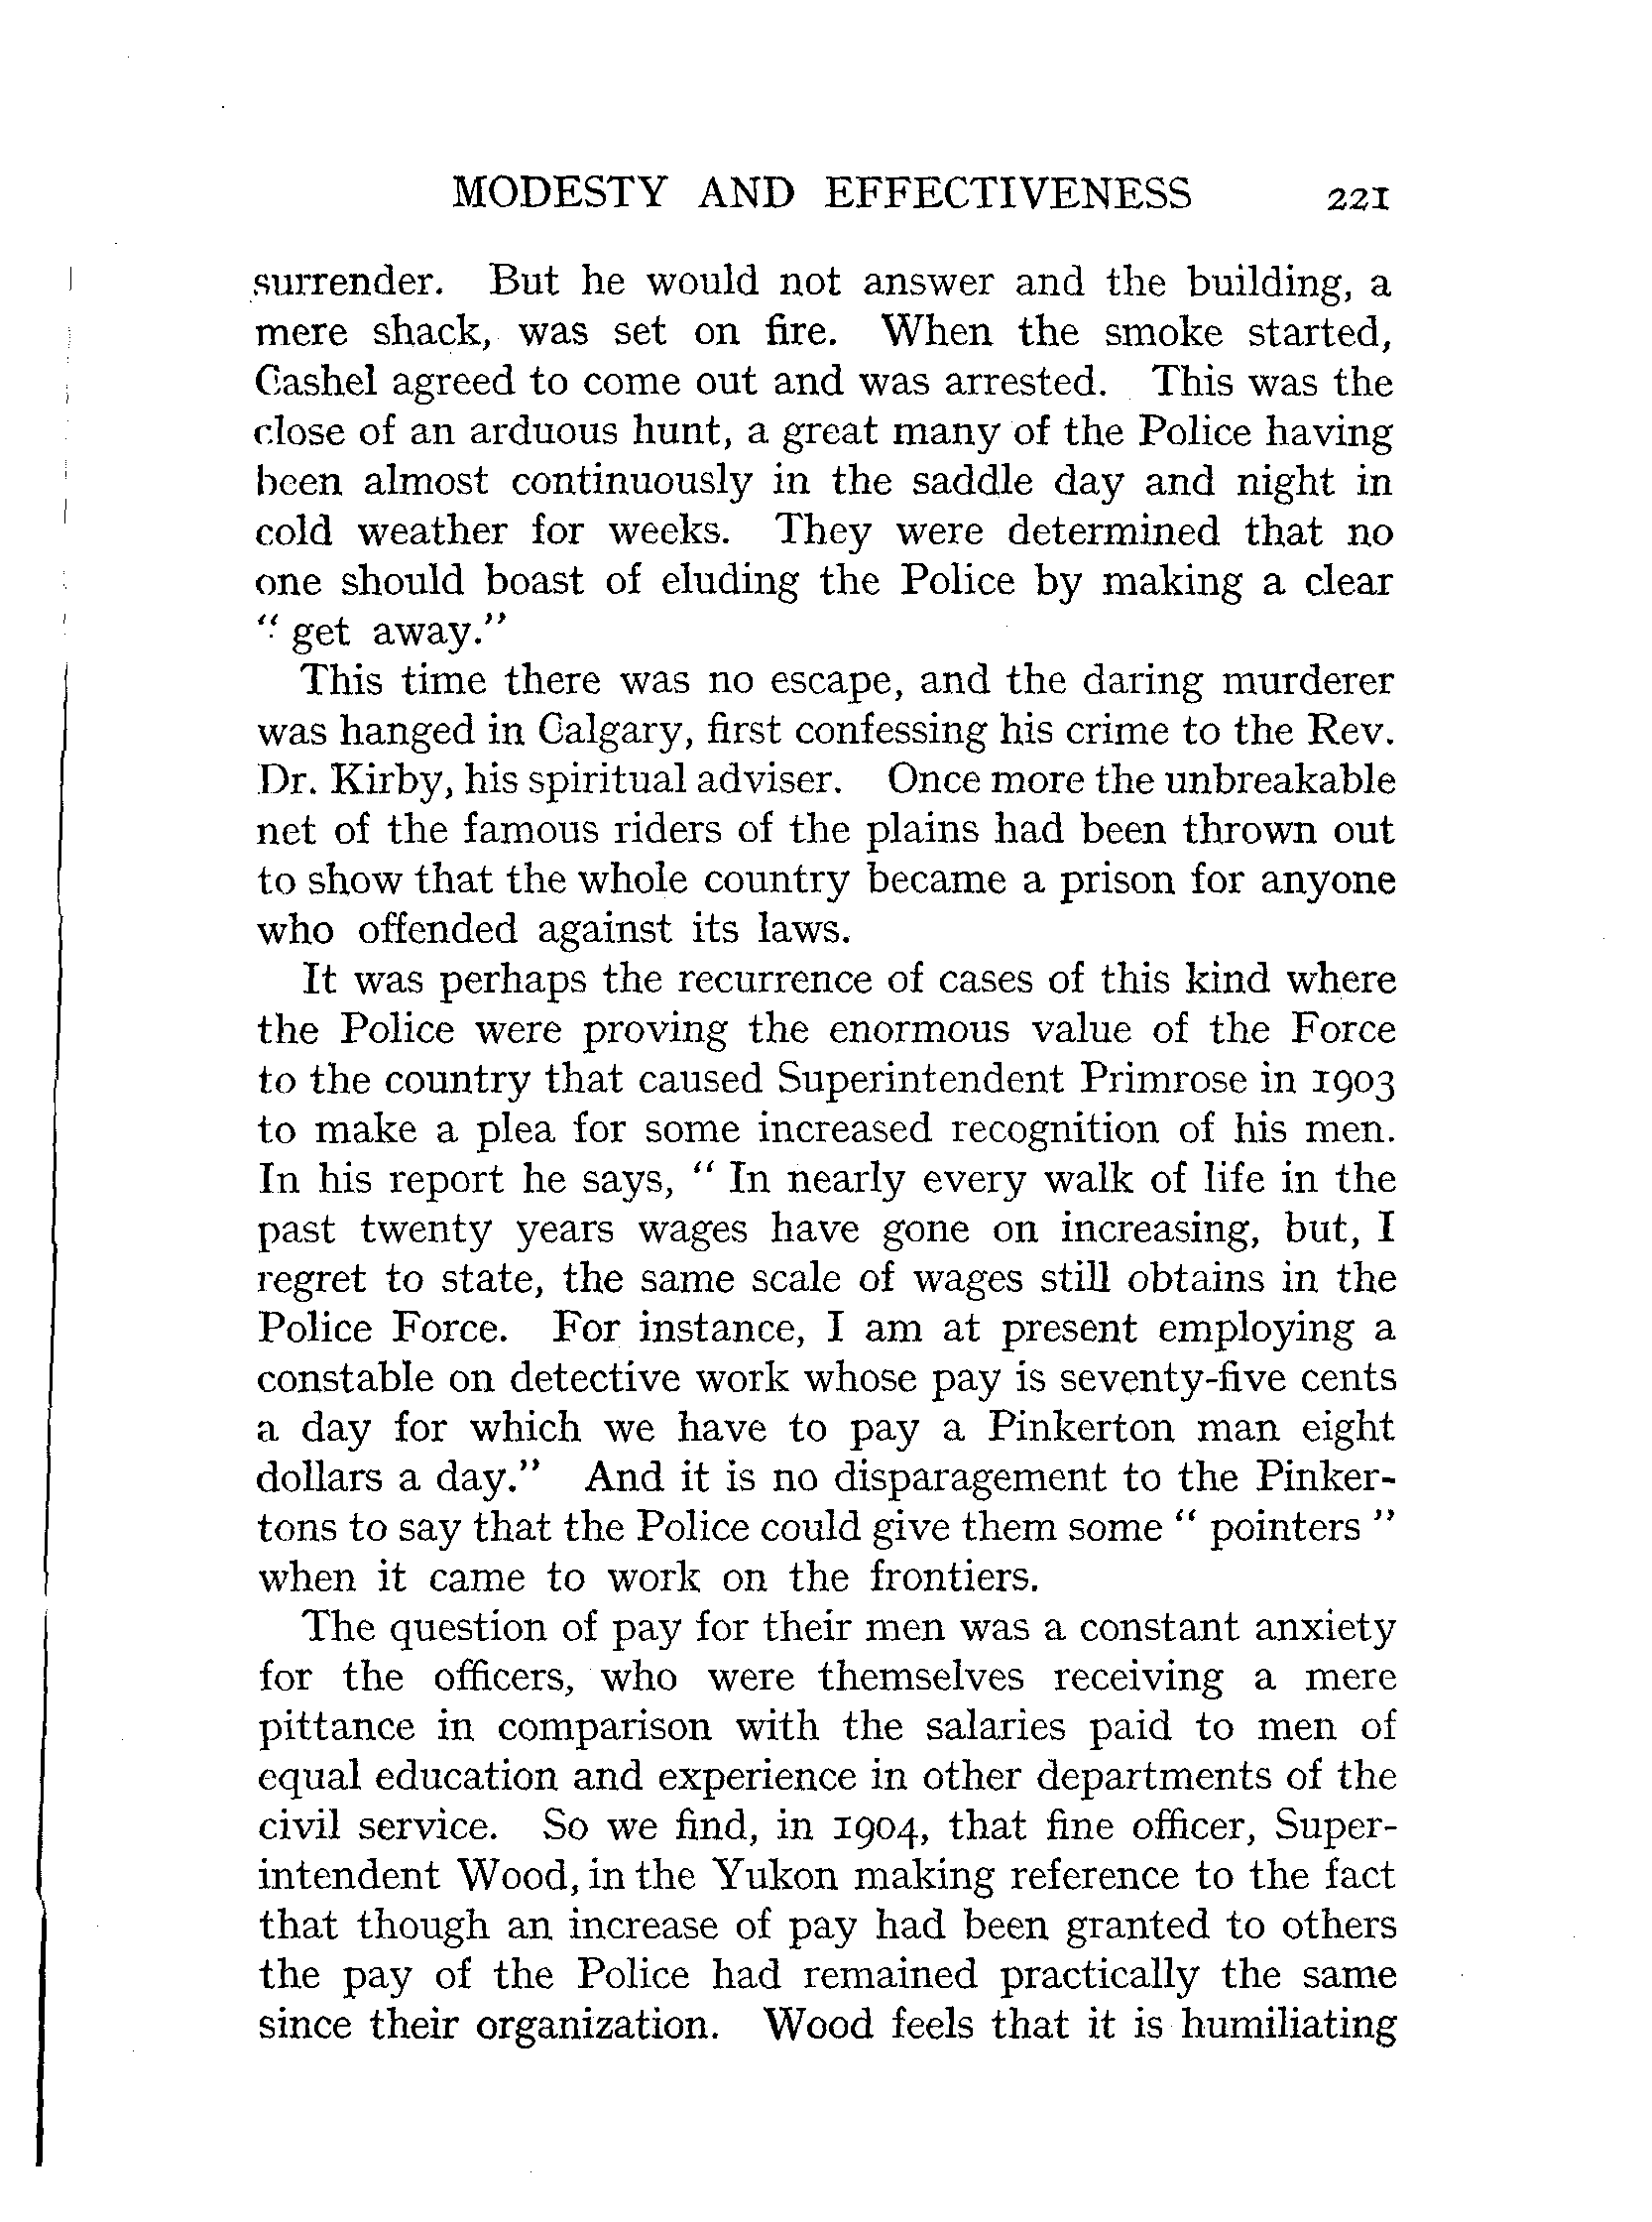 MODESTY AND EFFECTIVENESS 221
surrender. But he would not answer and the building, a
mere shack, was set on fire. When the smoke started,
Cashel agreed to come out and was arrested. This was the
close of an arduous hunt, a great many of the Police having
been almost continuously in the saddle day and night in
cold weather for weeks. They were determined that no
one should boast of eluding the Police by making a clear
“ get away.”
This time there was no escape, and the daring murderer
was hanged in Calgary, first confessing his crime to the Rev.
Dr. Kirby, his spiritual adviser. Once more the unbreakable
net of the famous riders of the plains had been thrown out
to show that the whole country became a prison for anyone
who offended against its laws.
It was perhaps the recurrence of cases of this kind where
the Police were proving the enormous value of the Force
to the country that caused Superintendent Primrose in 1903
to make a plea for some increased recognition of his men.
In his report he says, “ In nearly every walk of life in the
past twenty years wages have gone on increasing, but, I
regret to state, the same scale of wages still obtains in the
Police Force. For instance, I am at present employing a
constable on detective work whose pay is seventy-five cents
a day for which we have to pay a Pinkerton man eight
dollars a day.” And it is no disparagement to the Pinker-
tons to say that the Police could give them some “ pointers ”
when it came to work on the frontiers.
The question of pay for their men was a constant anxiety
for the officers, who were themselves receiving a mere
pittance in comparison with the salaries paid to men of
equal education and experience in other departments of the
civil service. So we find, in 1904, that fine officer, Super-
intendent Wood, in the Yukon making reference to the fact
that though an increase of pay had been granted to others
the pay of the Police had remained practically the same
since their organization. Wood feels that it is humiliating